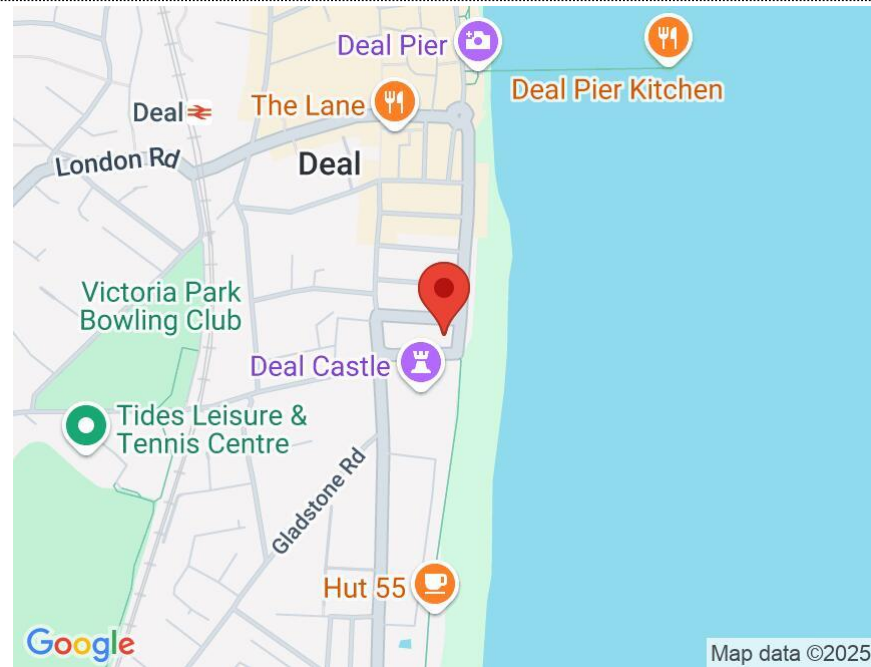 Deal Pier
Deal Pier Kitchen
The Lane
Deal
London Rd
Deal
Victoria Park
Bowling Club
Deal Castle
Tides Leisure &
Tennis Centre
Gladstone Rd
Hut 55
Google
Map data ©2025